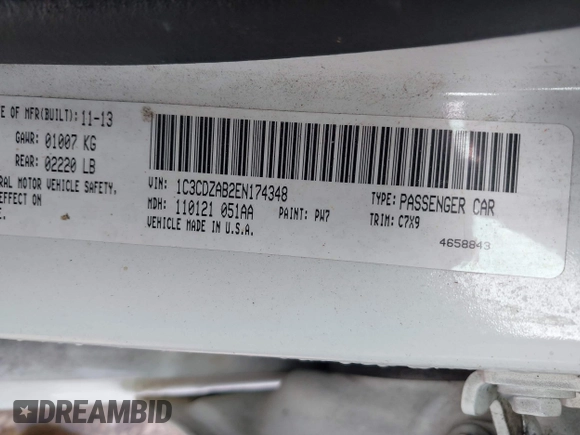 E OF MFR(BUILT): 11-13
GAWR: 01007 KG
REAR: 02220 LB
RAL MOTOR VEHICLE SAFETY,
EFFECT ON
E.
VIN: 1C3CDZAB2EN174348
TYPE: PASSENGER CAR
MDH: 110121 051AA PAINT: PW7
TRIM: C7X9
VEHICLE MADE IN U.S.A.
4658843
DREAMBID